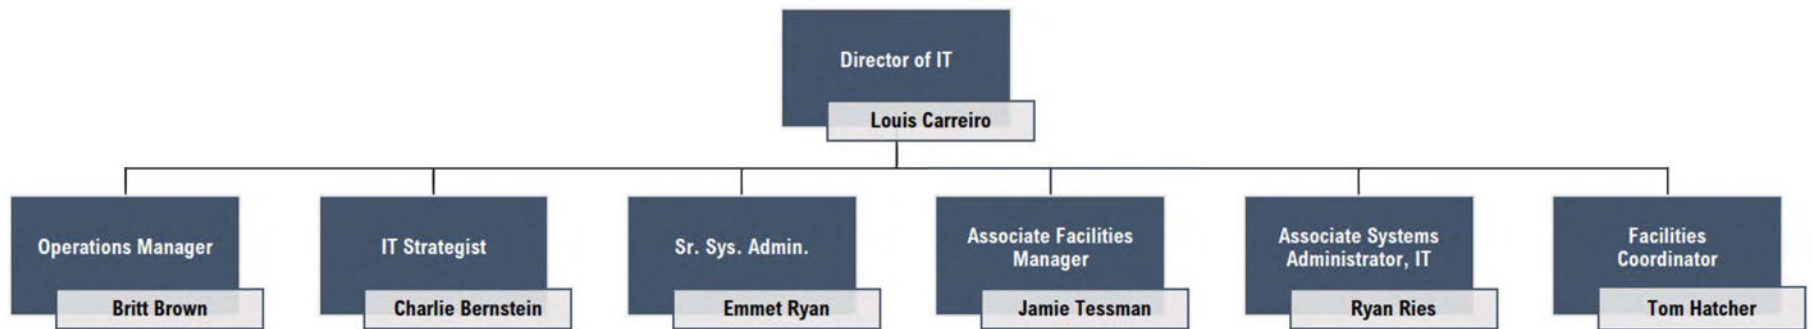 Director of IT
Louis Carreiro
Operations Manager
Britt Brown
IT Strategist
Charlie Bernstein
Sr. Sys. Admin.
Emmet Ryan
Associate Facilities
Manager
Jamie Tessman
Associate Systems
Administrator, IT
Ryan Ries
Facilities
Coordinator
Tom Hatcher